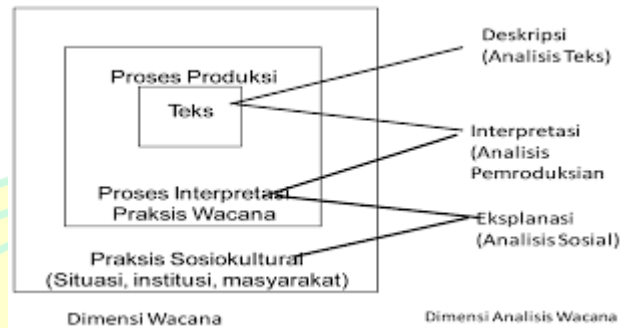 Proses Produksi
Teks
Proses Interpretasi
Praksis Wacana
Praksis Sosiokultural
(Situasi, institusi, masyarakat)
Dimensi Wacana
Deskripsi
(Analisis Teks)
Interpretasi
(Analisis
Pemroduksian
Eksplanasi
(Analisis Sosial)
Dimensi Analisis Wacana